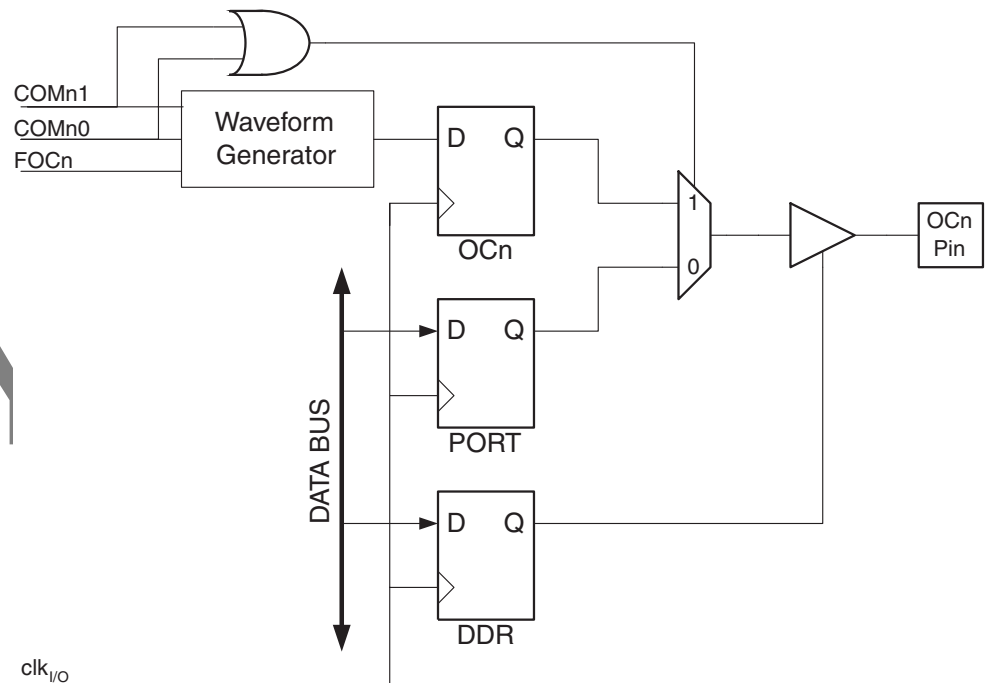 COMn1
COMn0
FOCn
Waveform
Generator
D Q
OCn
1
0
OCn
Pin
D Q
PORT
DATA BUS
D Q
DDR
clkI/O